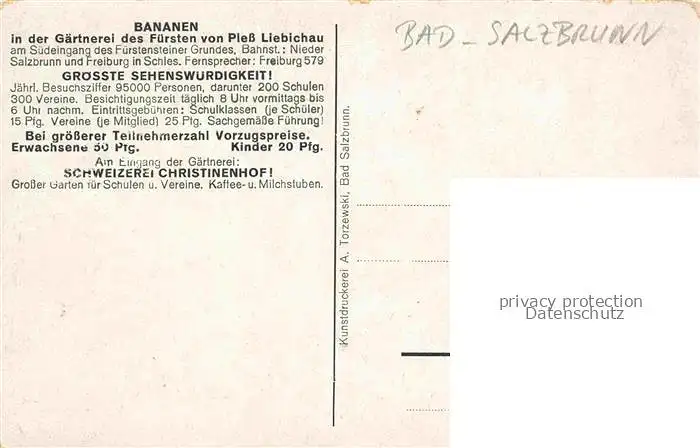 BANANEN
in der Gärtnerei des Fürsten von Pleß Liebichau
am Südeingang des Fürstensteiner Grundes, Bahnst.: Nieder
Salzbrunn und Freiburg in Schles. Fernsprecher: Freiburg 579
GROSSTE SEHENSWURDIGKEIT!
Jährl. Besuchsziffer 95000 Personen, darunter 200 Schulen
300 Vereine. Besichtigungszeit täglich 8 Uhr vormittags bis
6 Uhr nachm. Eintrittsgebühren: Schulklassen (je Schüler)
15 Pfg. Vereine (je Mitglied) 25 Pfg. Sachgemäße Führung!
Bei größerer Teilnehmerzahl Vorzugspreise.
Erwachsene 50 Pfg. Kinder 20 Pfg.
Am Eingang der Gärtnerei:
SCHWEIZEREI CHRISTINENHOF!
Großer Garten für Schulen u. Vereine. Kaffee- u. Milchstuben.
Kunstdruckerei A. Torzewski, Bad Salzbrunn.
BAD - SALZBRUNN
privacy protection
Datenschutz